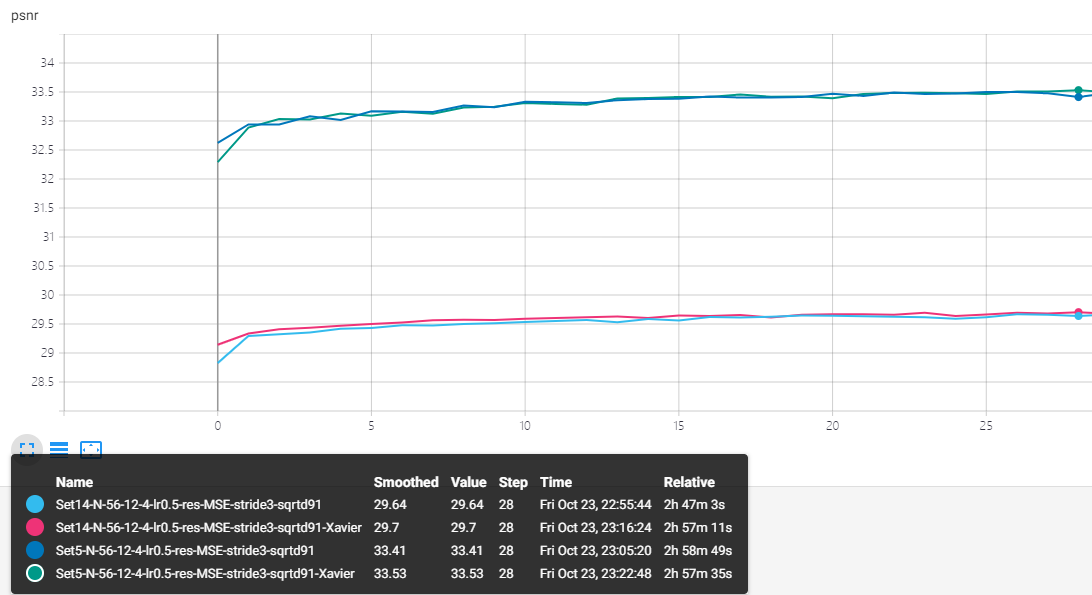 psnr
34
33.5
33
32.5
32
31.5
31
30.5
30
29.5
29
28.5
0 5 10 15 20 25
Name Smoothed Value Step Time Relative
Set14-N-56-12-4-lr0.5-res-MSE-stride3-sqrtd91 29.64 29.64 28 Fri Oct 23, 22:55:44 2h 47m 3s
Set14-N-56-12-4-lr0.5-res-MSE-stride3-sqrtd91-Xavier 29.7 29.7 28 Fri Oct 23, 23:16:24 2h 57m 11s
Set5-N-56-12-4-lr0.5-res-MSE-stride3-sqrtd91 33.41 33.41 28 Fri Oct 23, 23:05:20 2h 58m 49s
Set5-N-56-12-4-lr0.5-res-MSE-stride3-sqrtd91-Xavier 33.53 33.53 28 Fri Oct 23, 23:22:48 2h 57m 35s